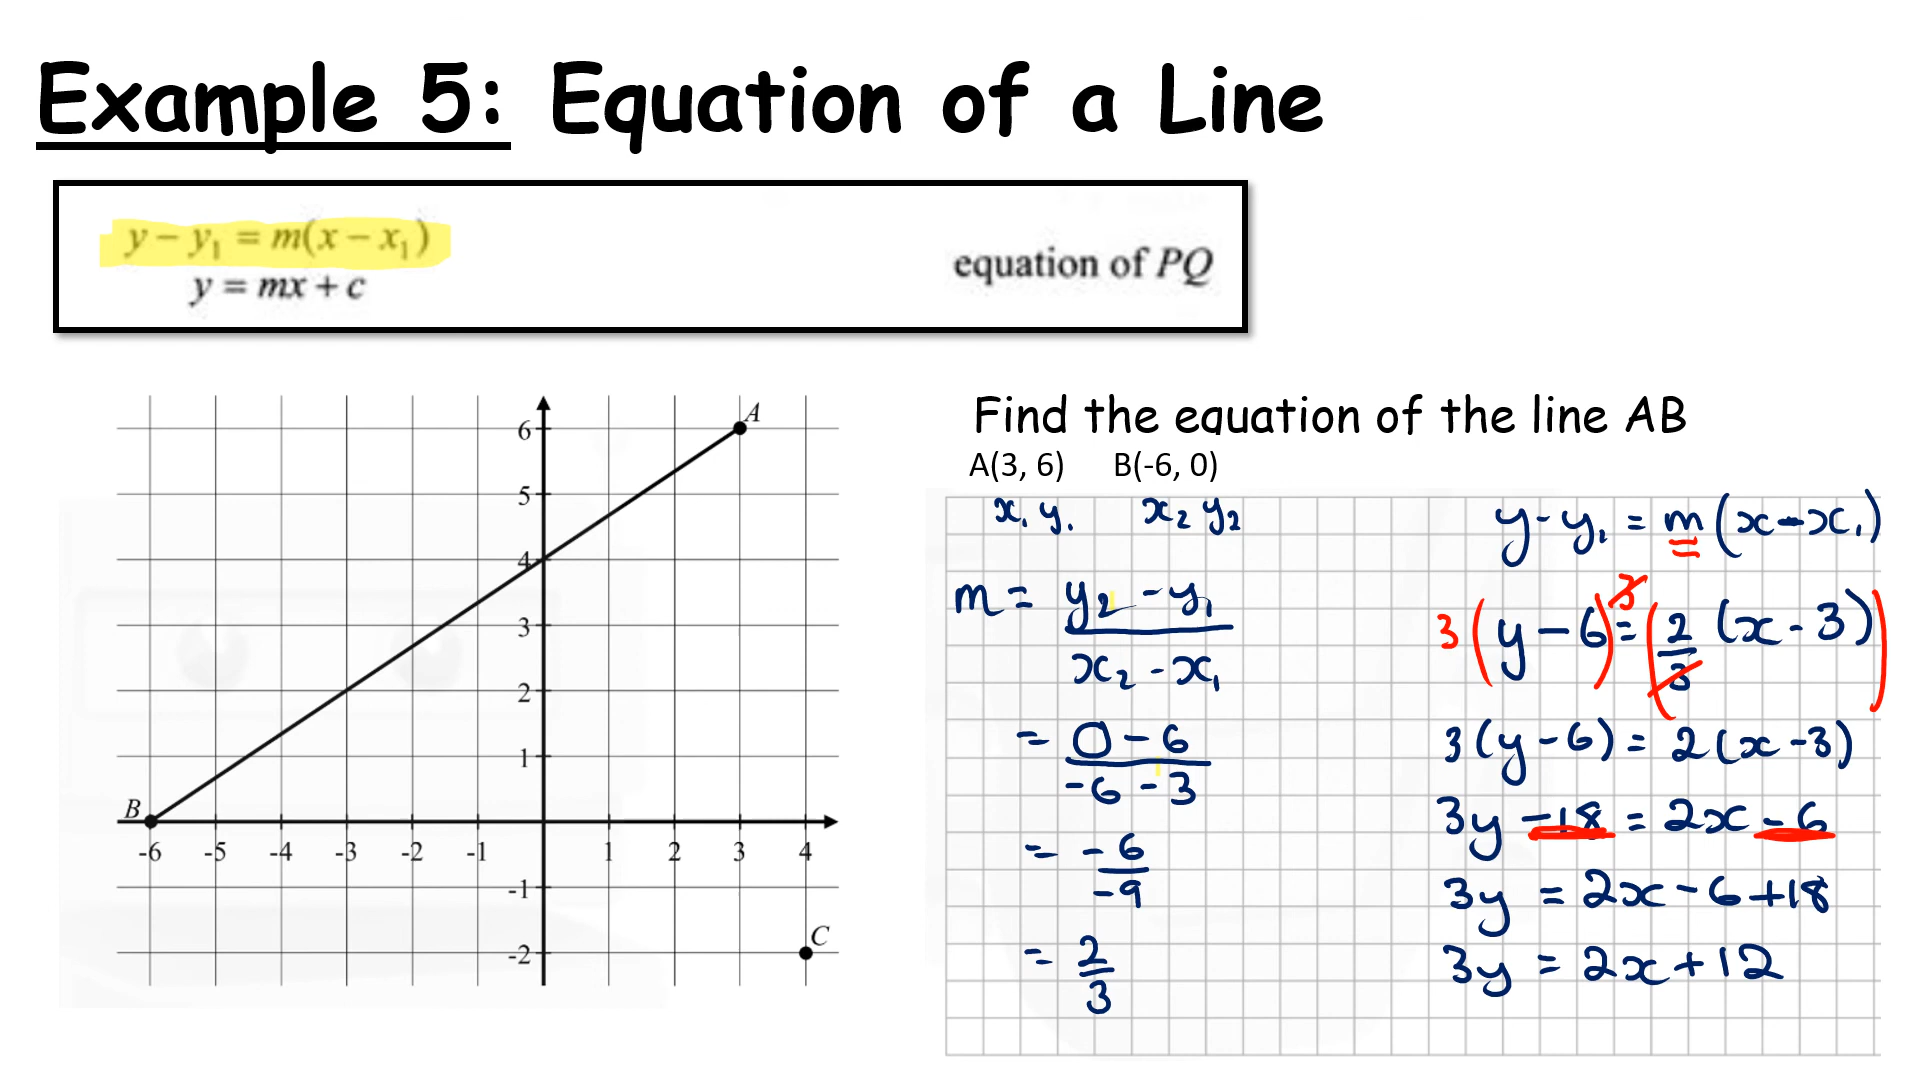 Example 5: Equation of a Line
y − y₁ = m(x − x₁)
y = mx + c
equation of PQ
A
6
5
4
3
2
1
B
-6 -5 -4 -3 -2 -1 1 2 3 4
-1
C
-2
Find the equation of the line AB
A(3, 6) B(-6, 0)
x₁ y₁ x₂ y₂
m = y₂ - y₁
x₂ - x₁
= 0 - 6
-6 - 3
= -6
-9
= 2
3
y - y₁ = m (x - x₁)
3
3 (y - 6) = (2 (x - 3))
3
3(y - 6) = 2(x - 3)
3y - 18 = 2x - 6
3y = 2x - 6 + 18
3y = 2x + 12